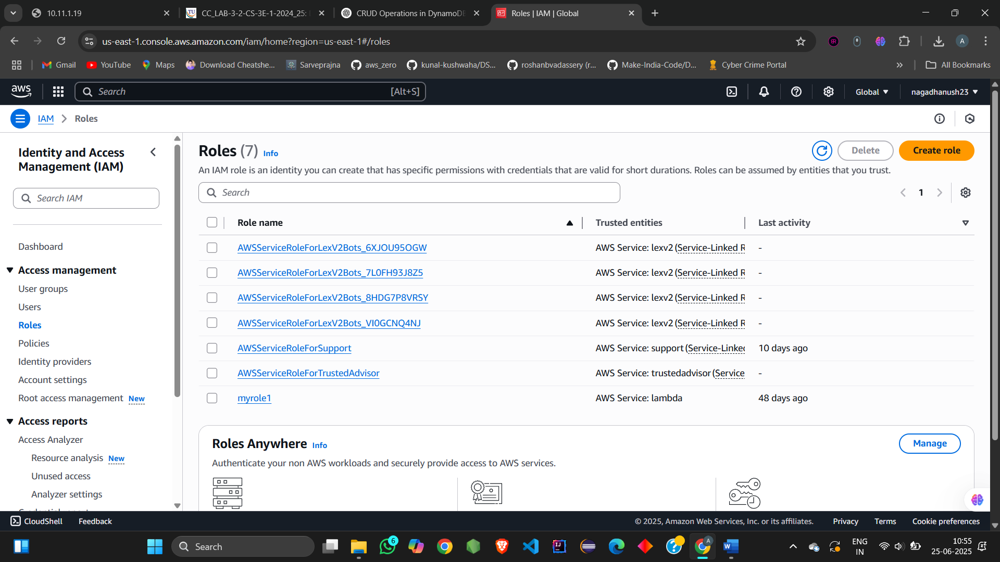 10.11.1.19
CC_LAB-3-2-CS-3E-1-2024_25:
CRUD Operations in DynamoDB
Roles | IAM | Global
us-east-1.console.aws.amazon.com/iam/home?region=us-east-1#/roles
Gmail
YouTube
Maps
Download Cheatshe...
Sarveprajna
aws_zero
kunal-kushwaha/DS...
roshanbvadassery (r...
Make-India-Code/D...
Cyber Crime Portal
All Bookmarks
aws
Search
[Alt+S]
Global
nagadhanush23
IAM
Roles
Identity and Access
Management (IAM)
Search IAM
Dashboard
Access management
User groups
Users
Roles
Policies
Identity providers
Account settings
Root access management New
Access reports
Access Analyzer
Resource analysis New
Unused access
Analyzer settings
Roles (7) Info
Delete
Create role
An IAM role is an identity you can create that has specific permissions with credentials that are valid for short durations. Roles can be assumed by entities that you trust.
Search
1
Role name
Trusted entities
Last activity
AWSServiceRoleForLexV2Bots_6XJOU95OGW AWS Service: lexv2 (Service-Linked R -
AWSServiceRoleForLexV2Bots_7L0FH93J8Z5 AWS Service: lexv2 (Service-Linked R -
AWSServiceRoleForLexV2Bots_8HDG7P8VRSY AWS Service: lexv2 (Service-Linked R -
AWSServiceRoleForLexV2Bots_VI0GCNQ4NJ AWS Service: lexv2 (Service-Linked R -
AWSServiceRoleForSupport AWS Service: support (Service-Linked 10 days ago
AWSServiceRoleForTrustedAdvisor AWS Service: trustedadvisor (Service -
myrole1 AWS Service: lambda 48 days ago
Roles Anywhere Info
Manage
Authenticate your non AWS workloads and securely provide access to AWS services.
CloudShell
Feedback
© 2025, Amazon Web Services, Inc. or its affiliates.
Privacy
Terms
Cookie preferences
Search
6
ENG
IN
10:55
25-06-2025